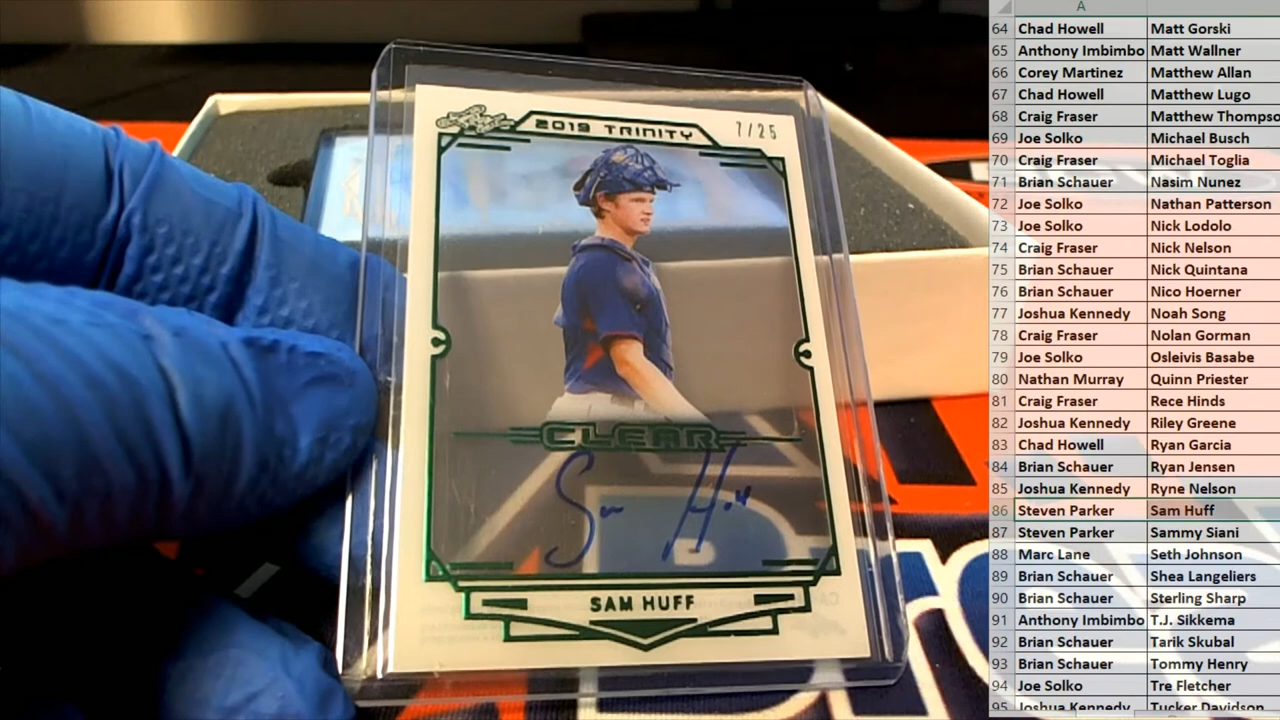 2019 TRINITY
7/25
CLEAR
Sam Huff
SAM HUFF
A
64 Chad Howell Matt Gorski
65 Anthony Imbimbo Matt Wallner
66 Corey Martinez Matthew Allan
67 Chad Howell Matthew Lugo
68 Craig Fraser Matthew Thompso
69 Joe Solko Michael Busch
70 Craig Fraser Michael Toglia
71 Brian Schauer Nasim Nunez
72 Joe Solko Nathan Patterson
73 Joe Solko Nick Lodolo
74 Craig Fraser Nick Nelson
75 Brian Schauer Nick Quintana
76 Brian Schauer Nico Hoerner
77 Joshua Kennedy Noah Song
78 Craig Fraser Nolan Gorman
79 Joe Solko Osleivis Basabe
80 Nathan Murray Quinn Priester
81 Craig Fraser Rece Hinds
82 Joshua Kennedy Riley Greene
83 Chad Howell Ryan Garcia
84 Brian Schauer Ryan Jensen
85 Joshua Kennedy Ryne Nelson
86 Steven Parker Sam Huff
87 Steven Parker Sammy Siani
88 Marc Lane Seth Johnson
89 Brian Schauer Shea Langeliers
90 Brian Schauer Sterling Sharp
91 Anthony Imbimbo T.J. Sikkema
92 Brian Schauer Tarik Skubal
93 Brian Schauer Tommy Henry
94 Joe Solko Tre Fletcher
95 Joshua Kennedy Tucker Davidson